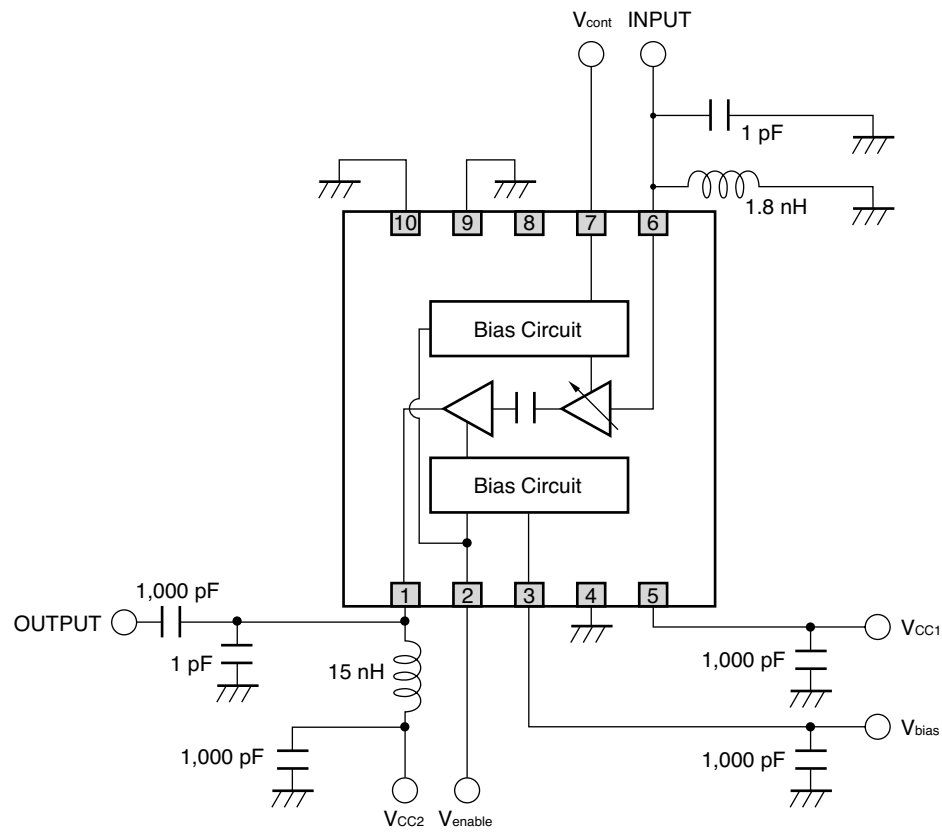 Vcont INPUT
1 pF
1.8 nH
10 9 8 7 6
Bias Circuit
Bias Circuit
1 2 3 4 5
1,000 pF
OUTPUT
VCC1
1 pF
15 nH
1,000 pF
Vbias
1,000 pF
1,000 pF
VCC2 Venable